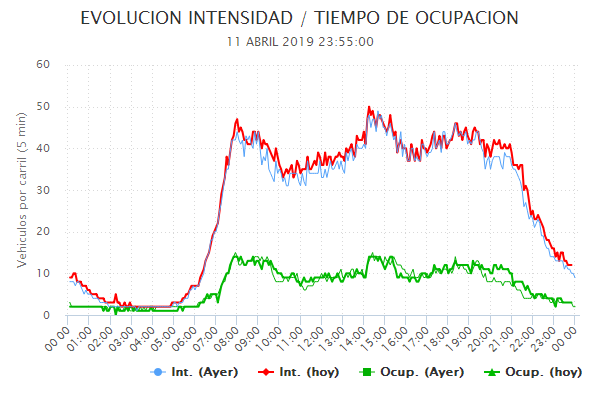 EVOLUCION INTENSIDAD / TIEMPO DE OCUPACION
11 ABRIL 2019 23:55:00
Vehiculos por carril (5 min)
60
50
40
30
20
10
0
00:00 01:00 02:00 03:00 04:00 05:00 06:00 07:00 08:00 09:00 10:00 11:00 12:00 13:00 14:00 15:00 16:00 17:00 18:00 19:00 20:00 21:00 22:00 23:00 00:00
Int. (Ayer) Int. (hoy) Ocup. (Ayer) Ocup. (hoy)